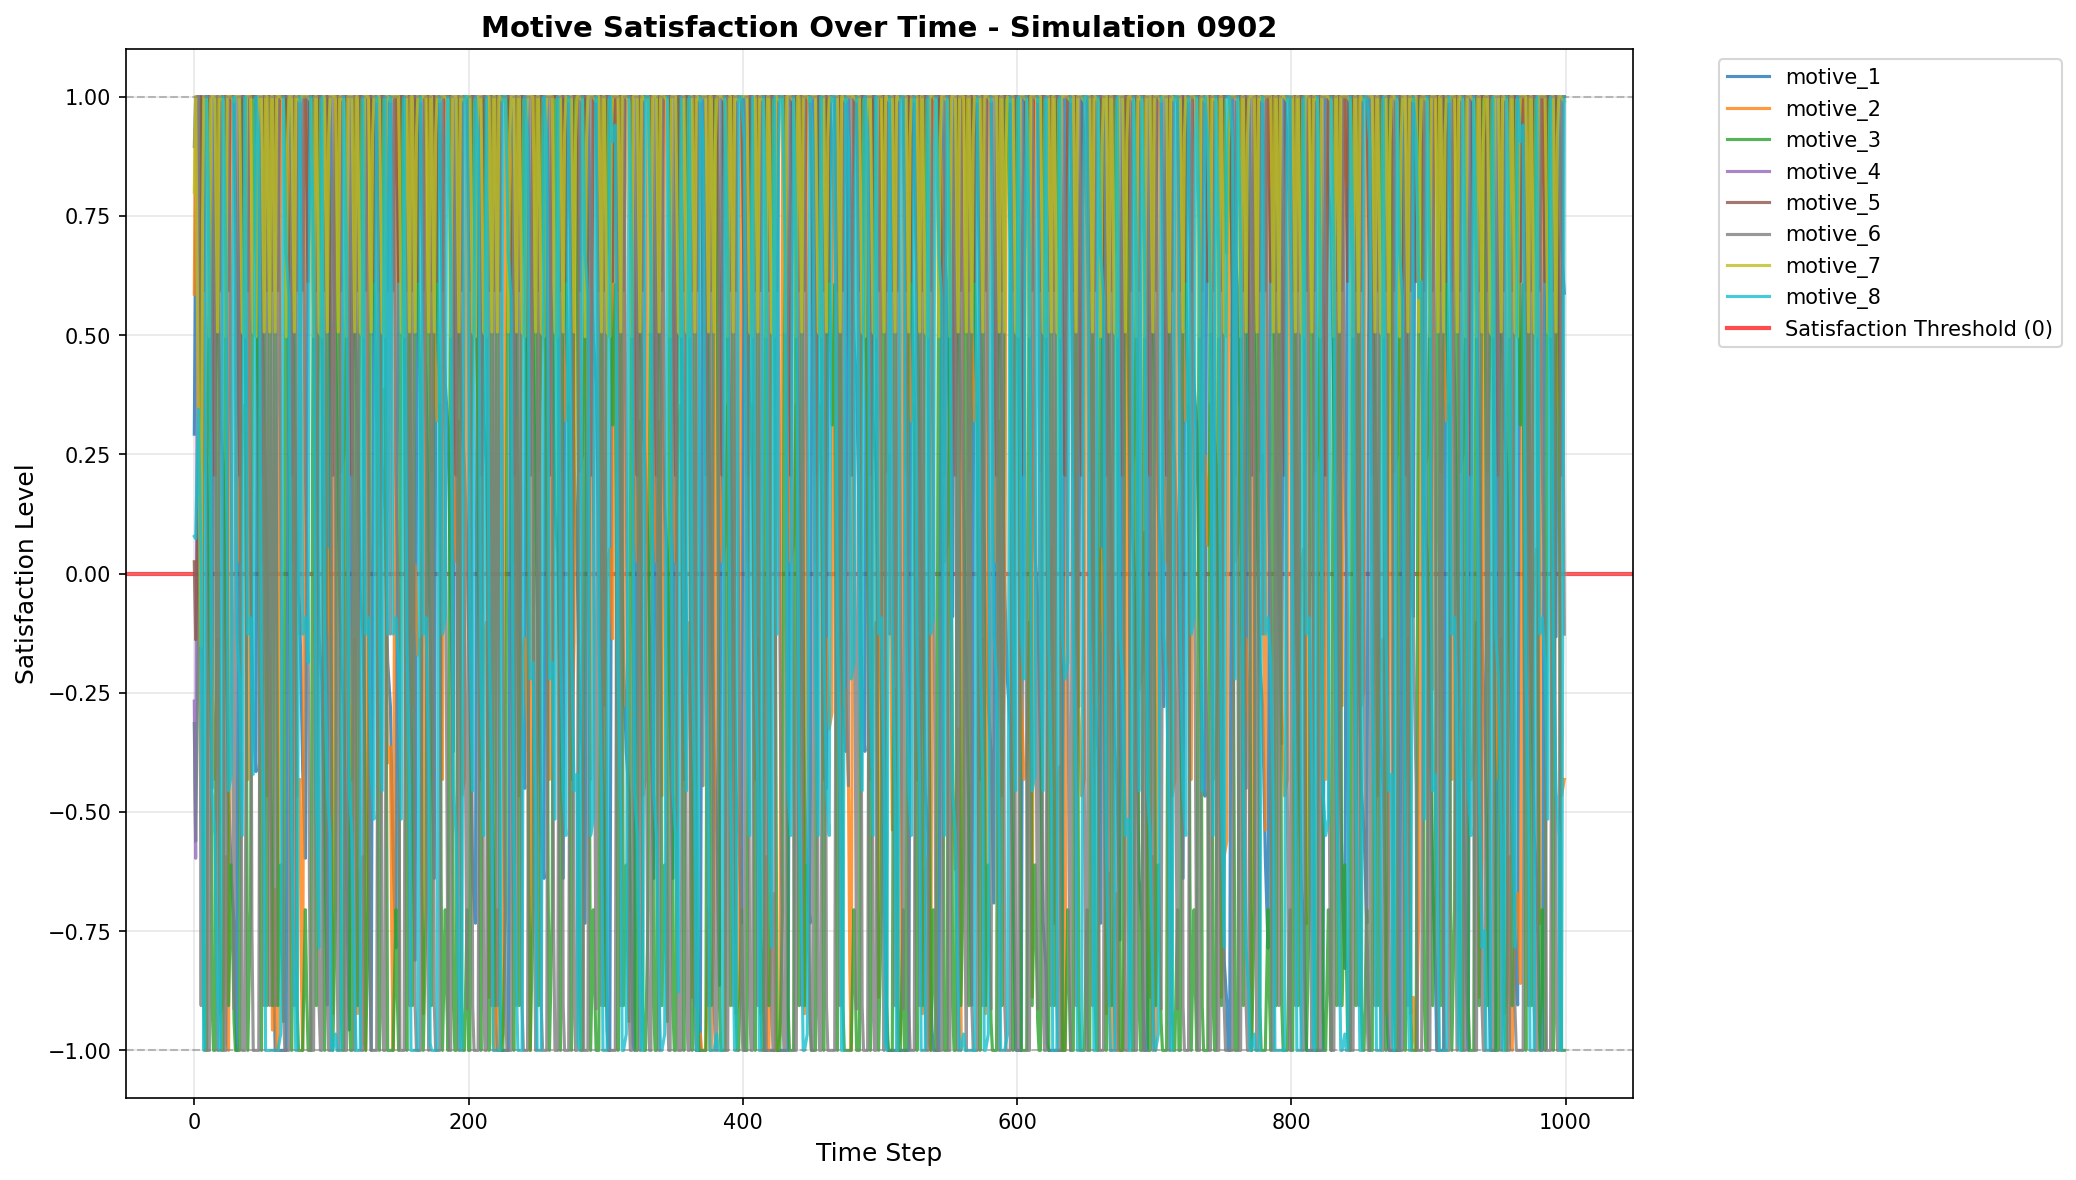 Motive Satisfaction Over Time - Simulation 0902
1.00
0.75
0.50
0.25
0.00
−0.25
−0.50
−0.75
−1.00
Satisfaction Level
0
200
400
600
800
1000
Time Step
motive_1
motive_2
motive_3
motive_4
motive_5
motive_6
motive_7
motive_8
Satisfaction Threshold (0)